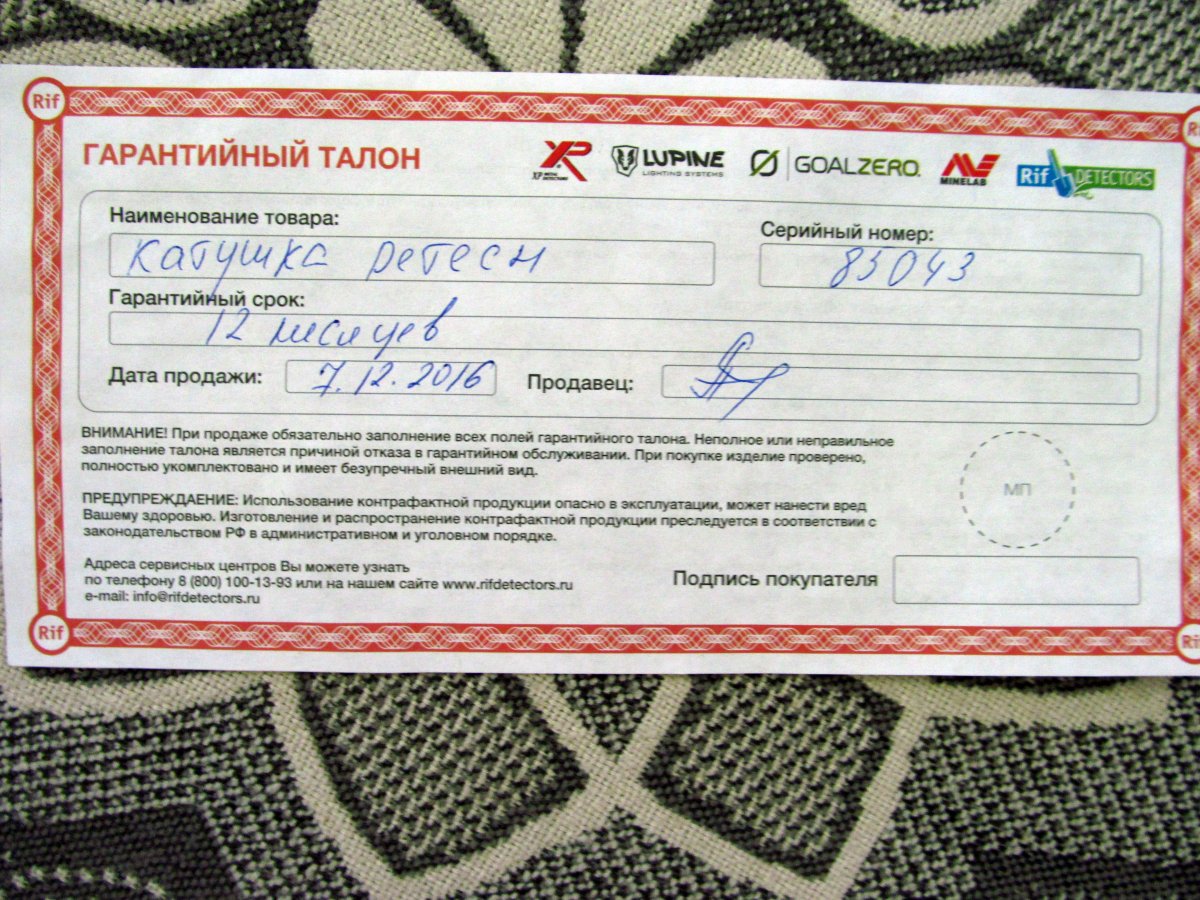 Rif
ГАРАНТИЙНЫЙ ТАЛОН
XP METAL DETECTORS
LUPINE
LIGHTING SYSTEMS
GOALZERO
MINELAB
Rif DETECTORS
Наименование товара:
Катушка Detech
Серийный номер:
85043
Гарантийный срок:
12 месяцев
Дата продажи: 7.12.2016 Продавец:
ВНИМАНИЕ! При продаже обязательно заполнение всех полей гарантийного талона. Неполное или неправильное
заполнение талона является причиной отказа в гарантийном обслуживании. При покупке изделие проверено,
полностью укомплектовано и имеет безупречный внешний вид.
МП
ПРЕДУПРЕЖДАЕНИЕ: Использование контрафактной продукции опасно в эксплуатации, может нанести вред
Вашему здоровью. Изготовление и распространение контрафактной продукции преследуется в соответствии с
законодательством РФ в административном и уголовном порядке.
Адреса сервисных центров Вы можете узнать
по телефону 8 (800) 100-13-93 или на нашем сайте www.rifdetectors.ru
e-mail: info@rifdetectors.ru
Подпись покупателя
Rif